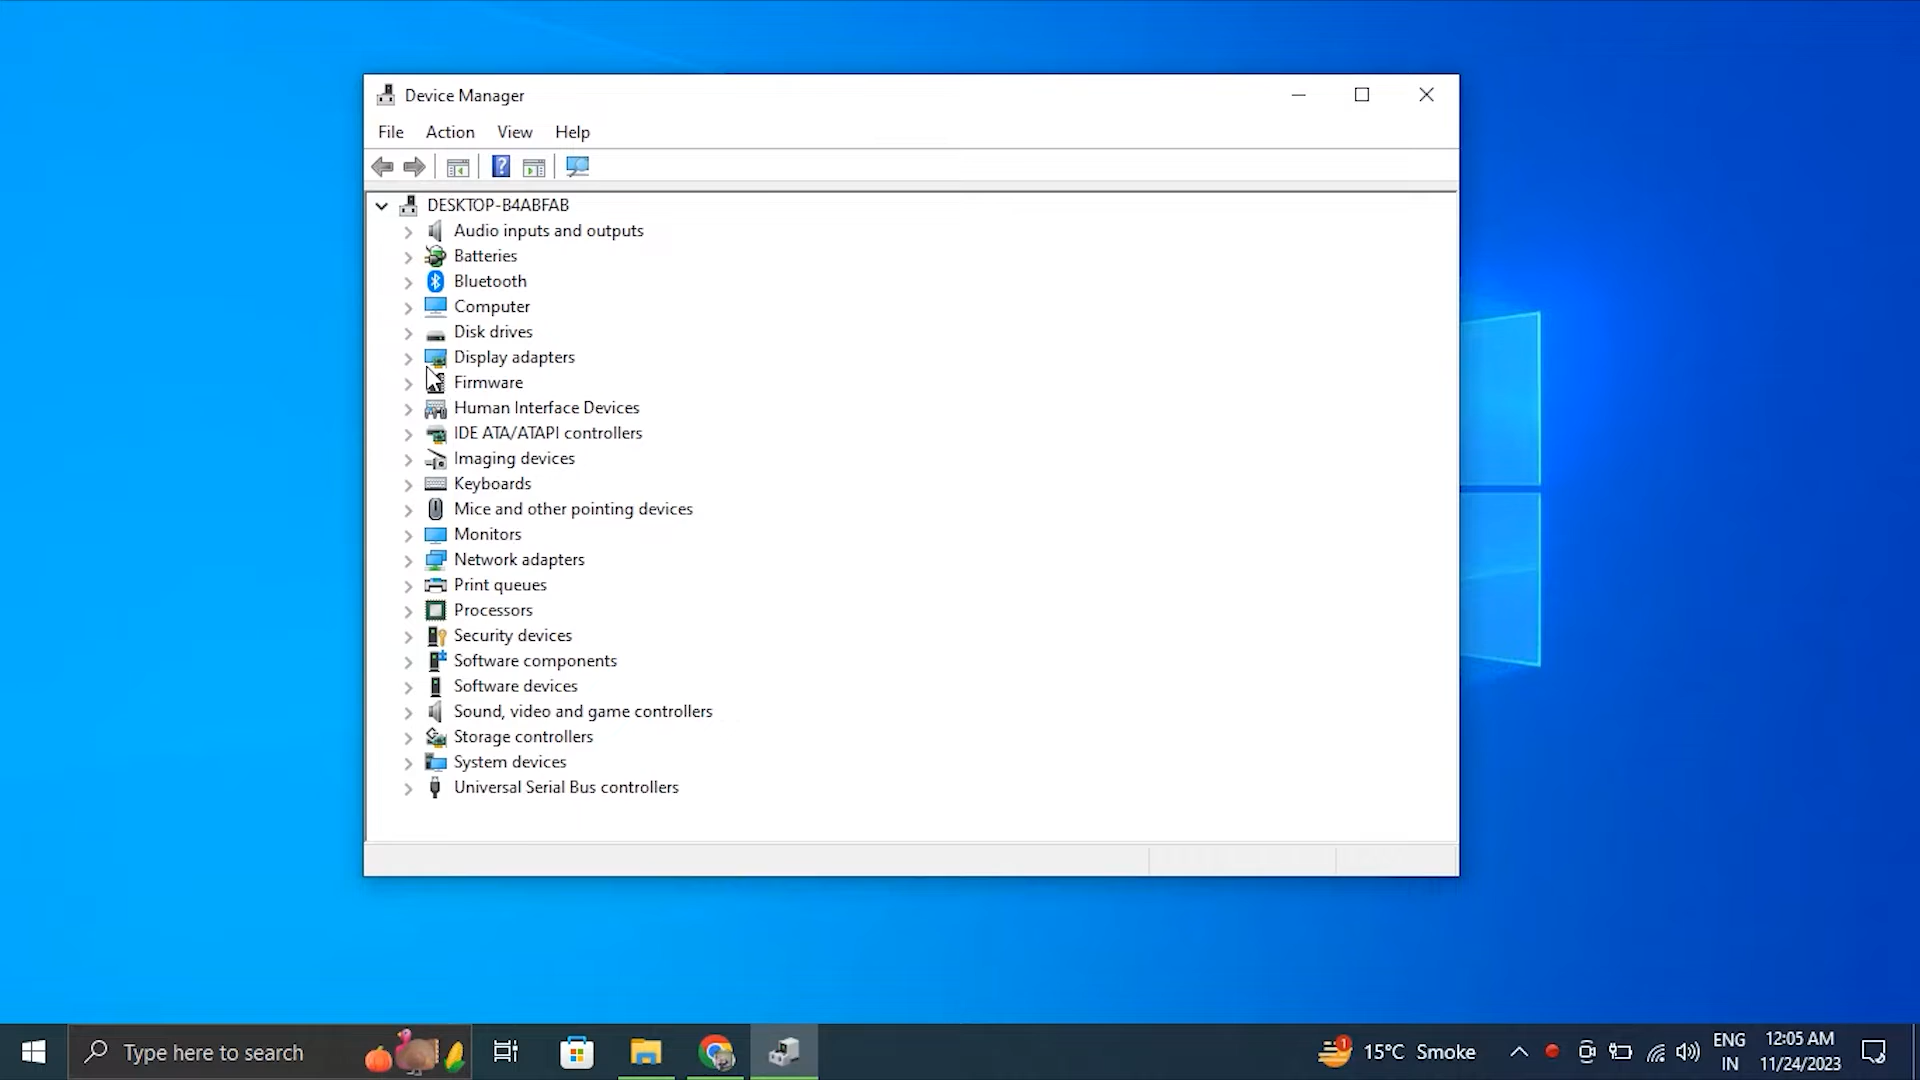 Device Manager
File Action View Help
DESKTOP-B4ABFAB
Audio inputs and outputs
Batteries
Bluetooth
Computer
Disk drives
Display adapters
Firmware
Human Interface Devices
IDE ATA/ATAPI controllers
Imaging devices
Keyboards
Mice and other pointing devices
Monitors
Network adapters
Print queues
Processors
Security devices
Software components
Software devices
Sound, video and game controllers
Storage controllers
System devices
Universal Serial Bus controllers
Type here to search
1
15°C Smoke
ENG
IN
12:05 AM
11/24/2023